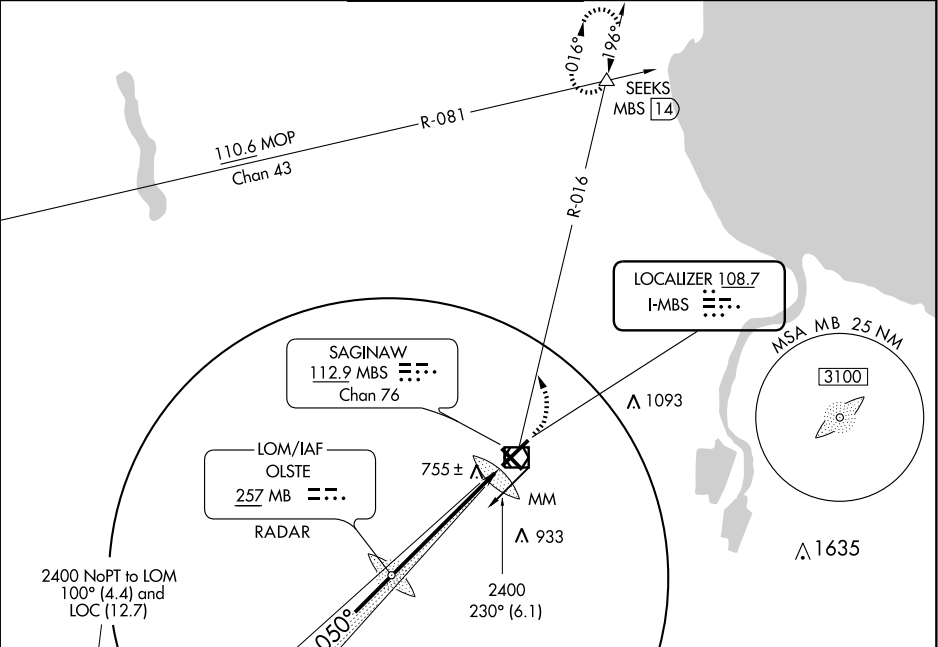 016°
196°
SEEKS
MBS 14
R-081
110.6 MOP
Chan 43
R-016
LOCALIZER 108.7
I-MBS
MSA MB 25 NM
3100
SAGINAW
112.9 MBS
Chan 76
1093
LOM/IAF
OLSTE
257 MB
RADAR
755 ±
MM
933
1635
2400 NoPT to LOM
100° (4.4) and
LOC (12.7)
2400
230° (6.1)
050°